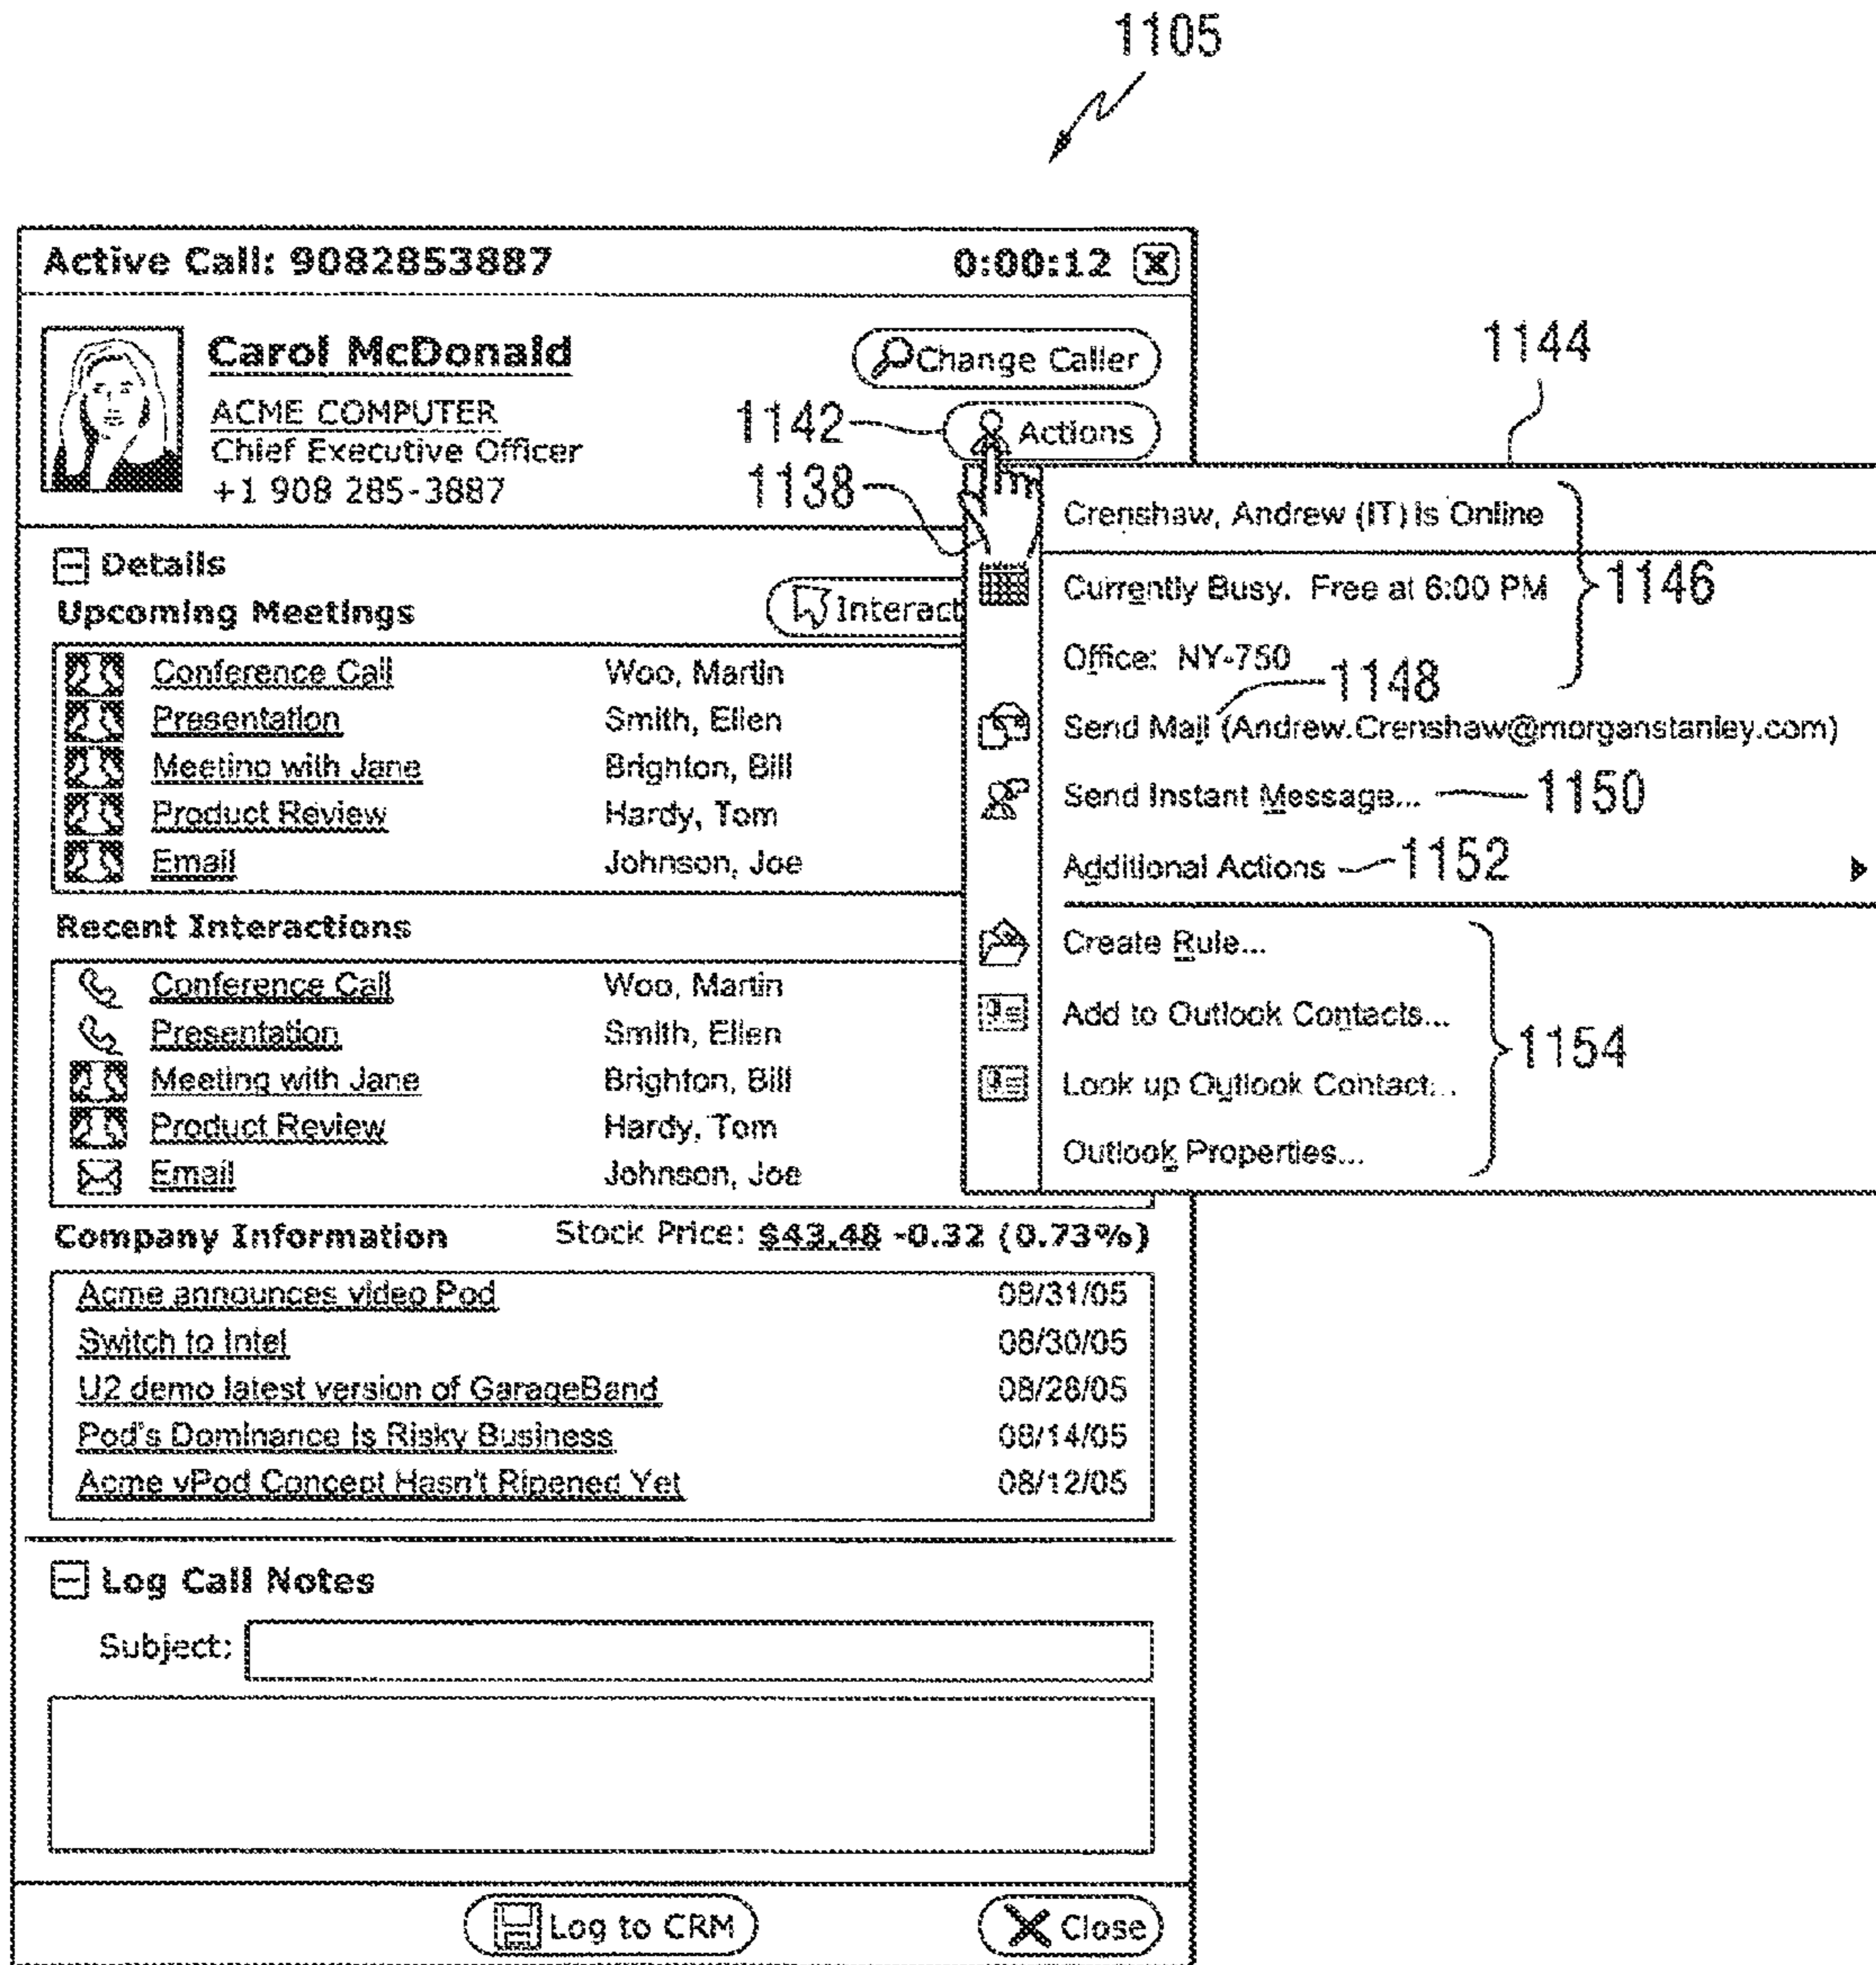 1105
Active Call: 9082853887 0:00:12
Carol McDonald
Change Caller
ACME COMPUTER
Chief Executive Officer
+1 908 285-3887
1142
Actions
1138
1144
Crenshaw, Andrew (IT) is Online
Currently Busy. Free at 6:00 PM
1146
Office: NY-750
1148
Send Mail (Andrew.Crenshaw@morganstanley.com)
Send Instant Message...
1150
Additional Actions
1152
Create Rule...
Add to Outlook Contacts...
1154
Look up Outlook Contact...
Outlook Properties...
Details
Upcoming Meetings
Interact
Conference Call Woo, Martin
Presentation Smith, Ellen
Meeting with Jane Brighton, Bill
Product Review Hardy, Tom
Email Johnson, Joe
Recent Interactions
Conference Call Woo, Martin
Presentation Smith, Ellen
Meeting with Jane Brighton, Bill
Product Review Hardy, Tom
Email Johnson, Joe
Company Information Stock Price: $43.48 -0.32 (0.73%)
Acme announces video Pod 08/31/05
Switch to Intel 08/30/05
U2 demo latest version of GarageBand 08/28/05
Pod's Dominance Is Risky Business 08/14/05
Acme vPod Concept Hasn't Ripened Yet 08/12/05
Log Call Notes
Subject:
Log to CRM
Close